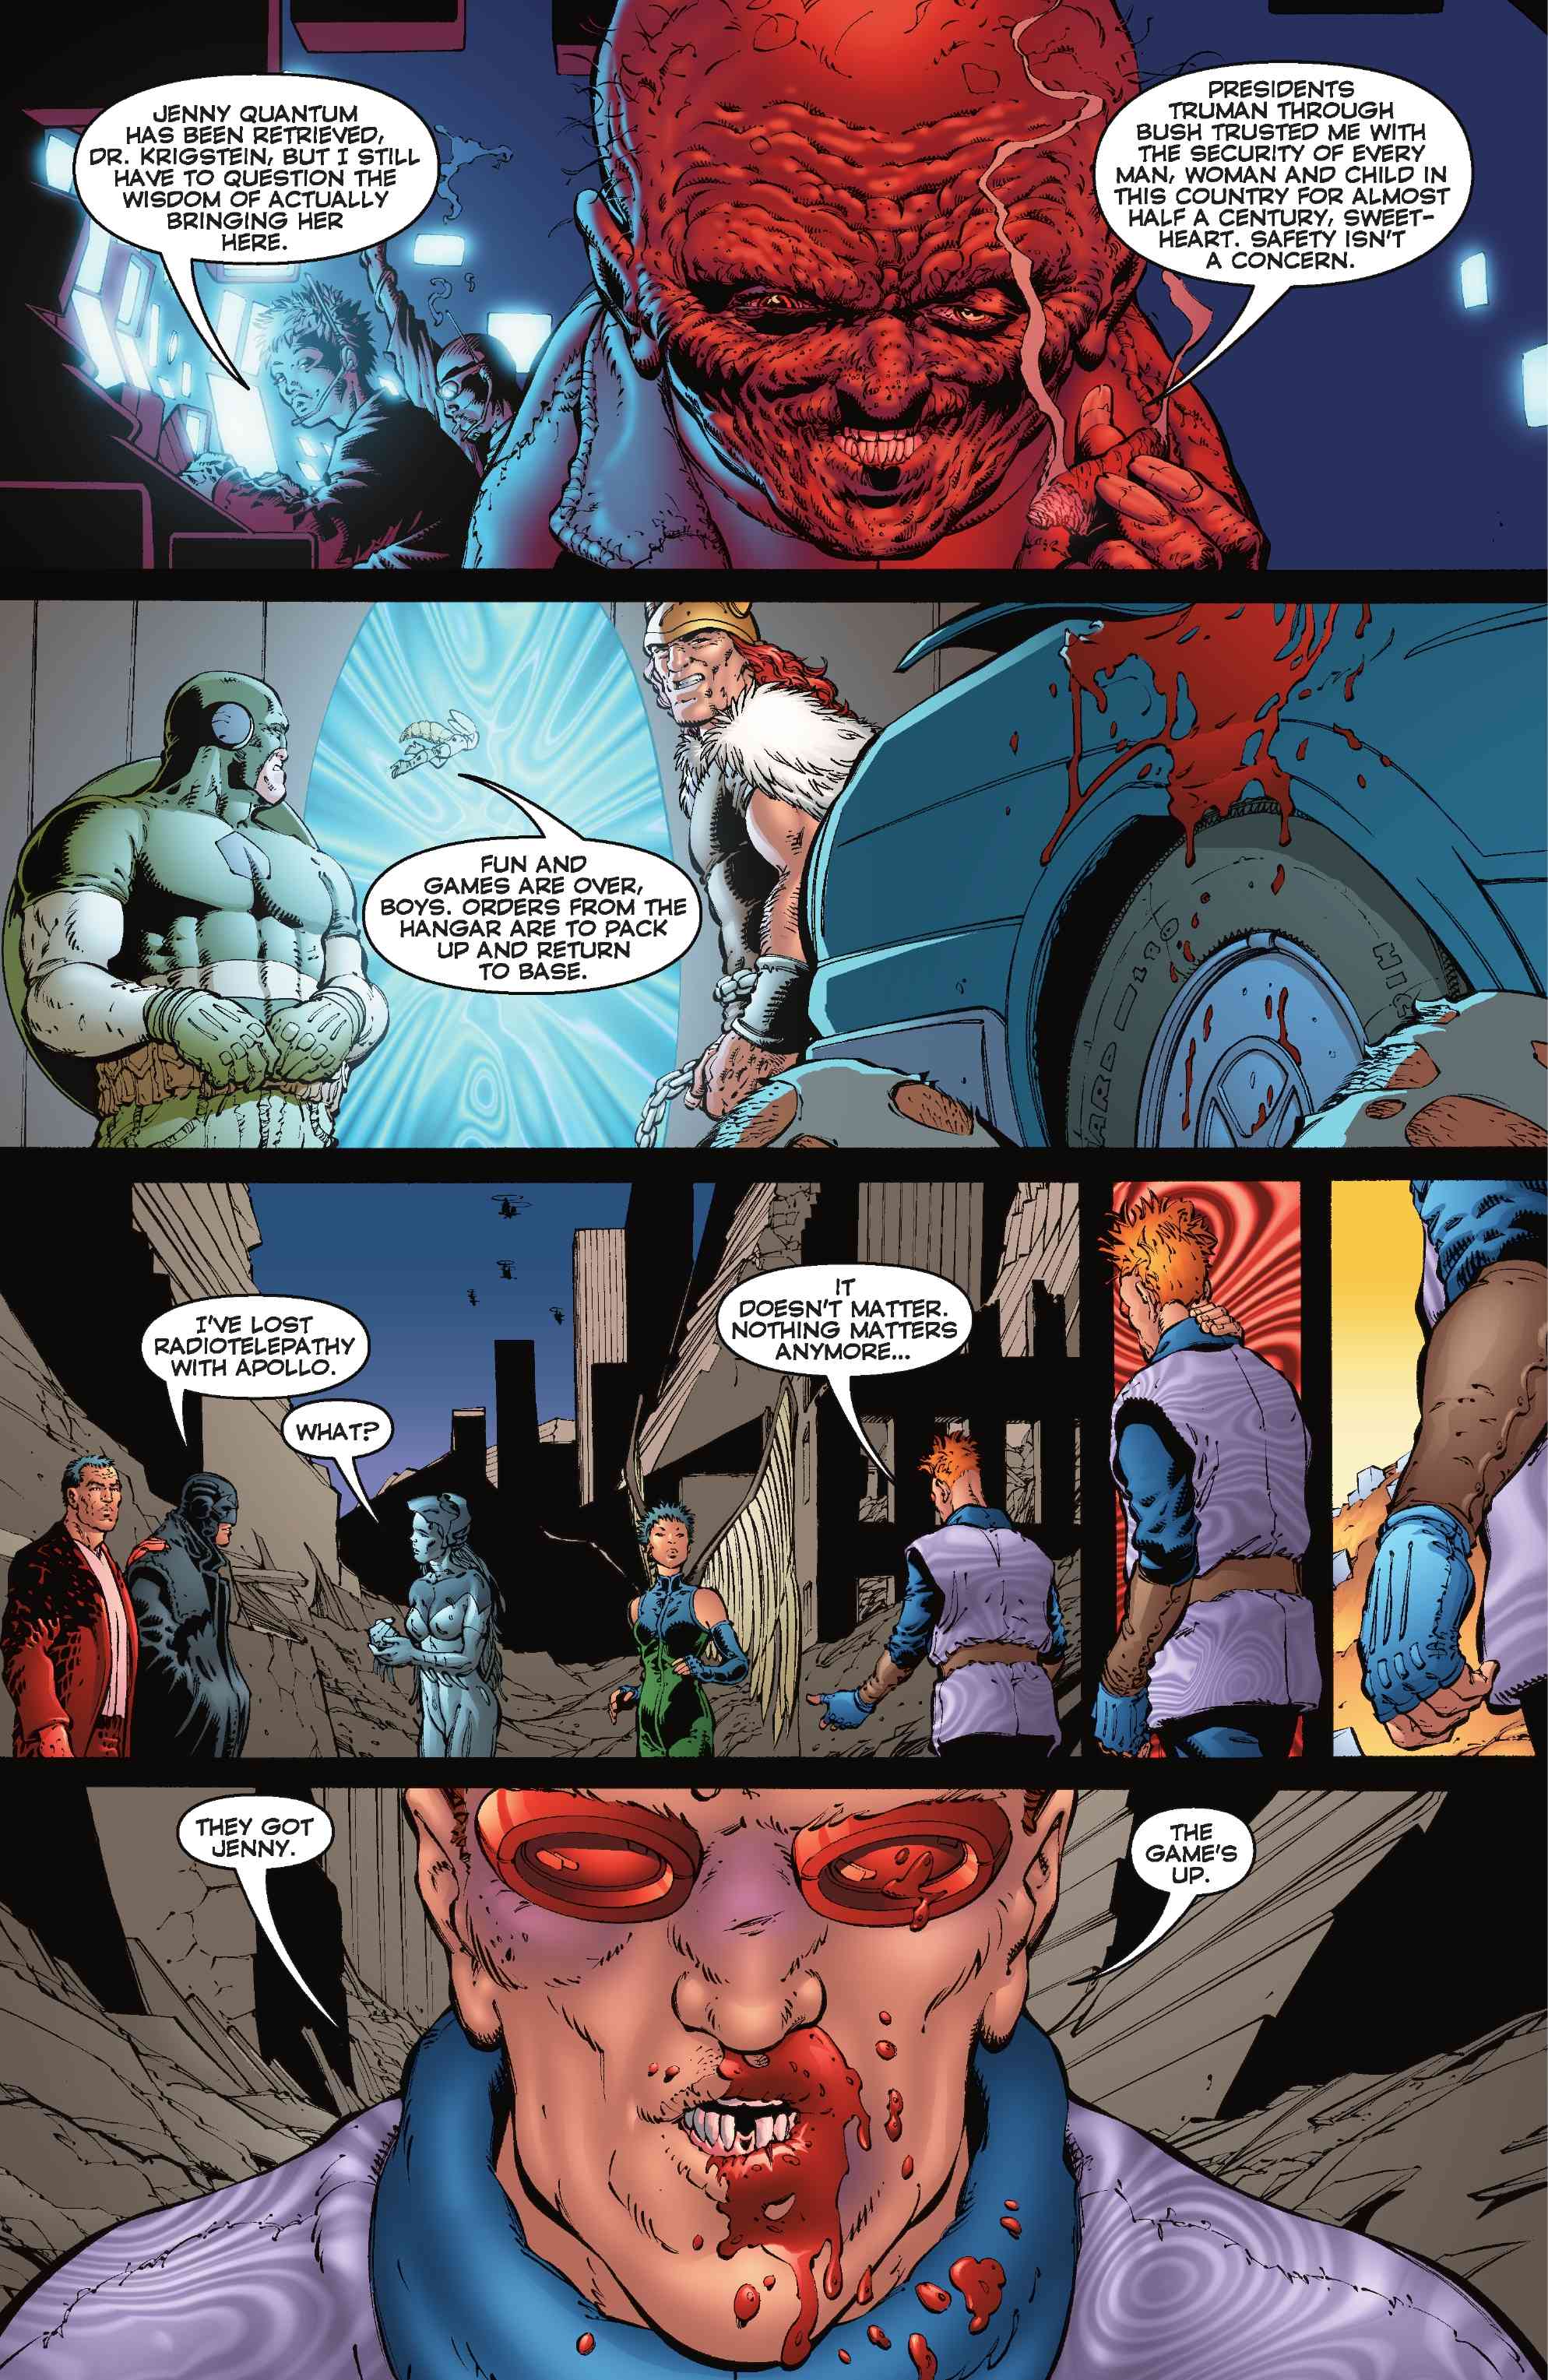 JENNY QUANTUM
HAS BEEN RETRIEVED,
DR. KRIGSTEIN, BUT I STILL
HAVE TO QUESTION THE
WISDOM OF ACTUALLY
BRINGING HER
HERE.
PRESIDENTS
TRUMAN THROUGH
BUSH TRUSTED ME WITH
THE SECURITY OF EVERY
MAN, WOMAN AND CHILD IN
THIS COUNTRY FOR ALMOST
HALF A CENTURY, SWEET-
HEART. SAFETY ISN'T
A CONCERN.
FUN AND
GAMES ARE OVER,
BOYS. ORDERS FROM THE
HANGAR ARE TO PACK
UP AND RETURN
TO BASE.
I'VE LOST
RADIOTELEPATHY
WITH APOLLO.
WHAT?
IT
DOESN'T MATTER.
NOTHING MATTERS
ANYMORE...
THEY GOT
JENNY.
THE
GAME'S
UP.